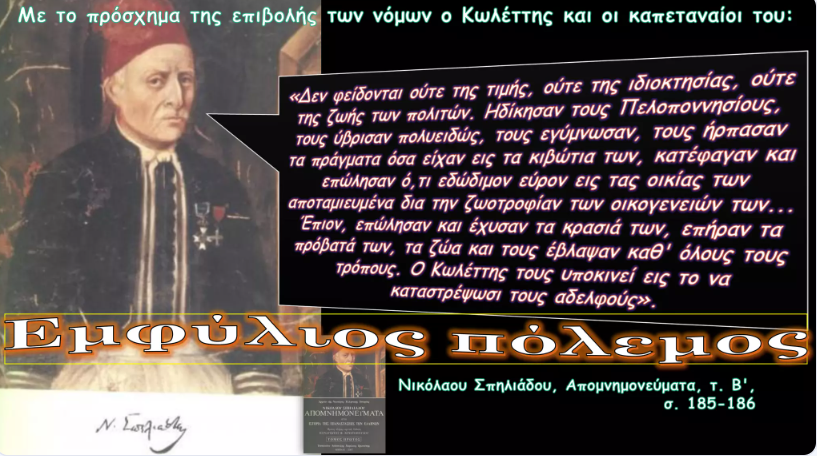 Με το πρόσχημα της επιβολής των νόμων ο Κωλέττης και οι καπεταναίοι του:
«Δεν φείδονται ούτε της τιμής, ούτε της ιδιοκτησίας, ούτε
της ζωής των πολιτών. Ηδίκησαν τους Πελοποννησίους,
τους ύβρισαν πολυειδώς, τους εγύμνωσαν, τους ήρπασαν
τα πράγματα όσα είχαν εις τα κιβώτια των, κατέφαγαν και
επώλησαν ό,τι εδώδιμον εύρον εις τας οικίας των
αποταμιευμένα δια την ζωοτροφίαν των οικογενειών των...
Έπιον, επώλησαν και έχυσαν τα κρασιά των, επήραν τα
πρόβατά των, τα ζώα και τους έβλαψαν καθ' όλους τους
τρόπους. Ο Κωλέττης τους υποκινεί εις το να
καταστρέψωσι τους αδελφούς».
Εμφύλιος πόλεμος
Νικόλαου Σπηλιάδου, Απομνημονεύματα, τ. Β',
σ. 185-186
Ν. Σπηλιάδης
ΑΠΟΜΝΗΜΟΝΕΥΜΑΤΑ